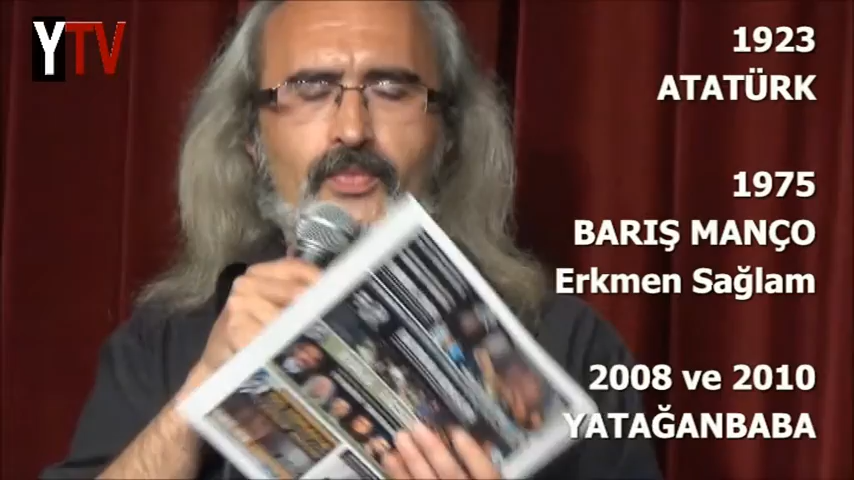 YTV
1923
ATATÜRK
1975
BARIŞ MANÇO
Erkmen Sağlam
2008 ve 2010
YATAĞANBABA